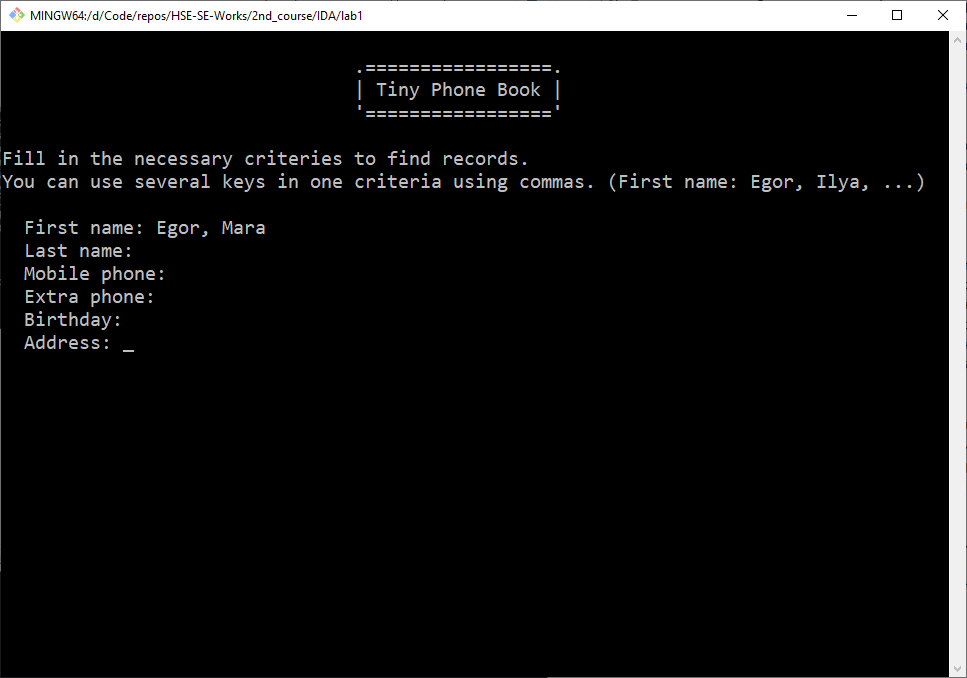 MINGW64:/d/Code/repos/HSE-SE-Works/2nd_course/IDA/lab1
.=================.
| Tiny Phone Book |
'================='
Fill in the necessary criteries to find records.
You can use several keys in one criteria using commas. (First name: Egor, Ilya, ...)
First name: Egor, Mara
Last name:
Mobile phone:
Extra phone:
Birthday:
Address: _